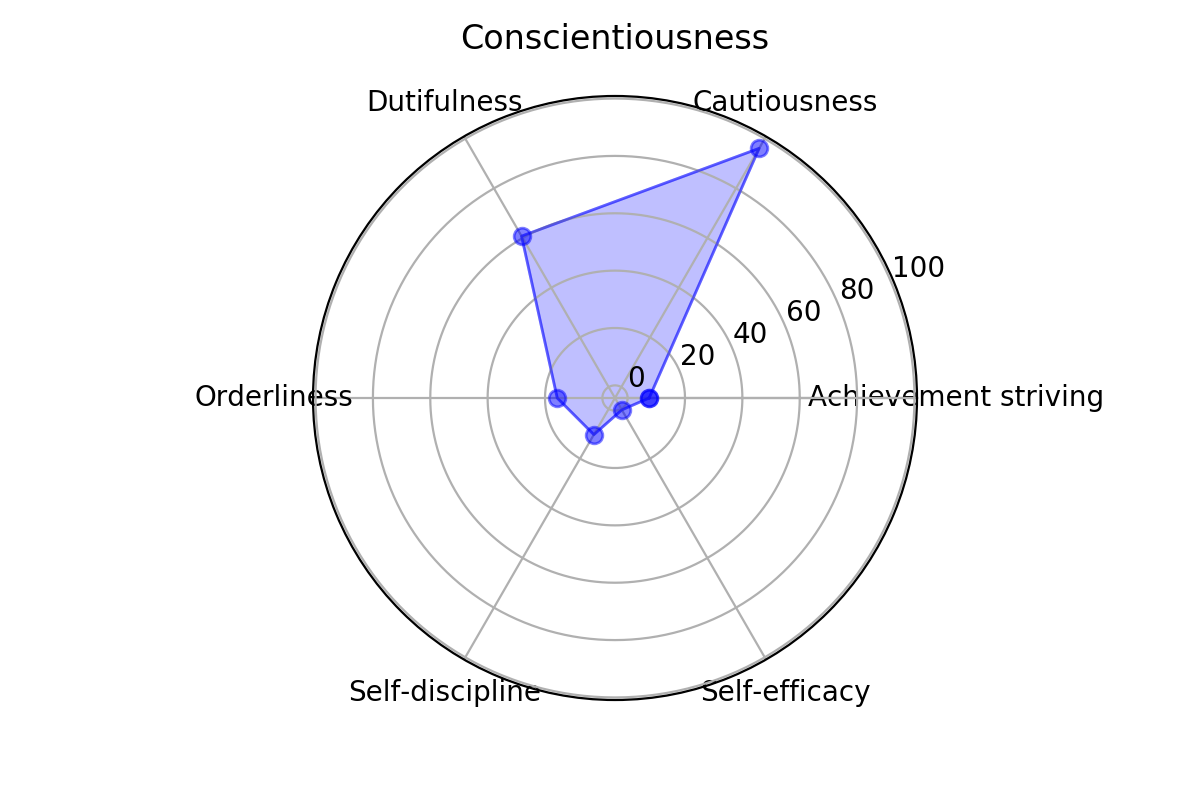 Conscientiousness
Dutifulness
Cautiousness
100
80
60
40
20
0
Orderliness
Achievement striving
Self-discipline
Self-efficacy